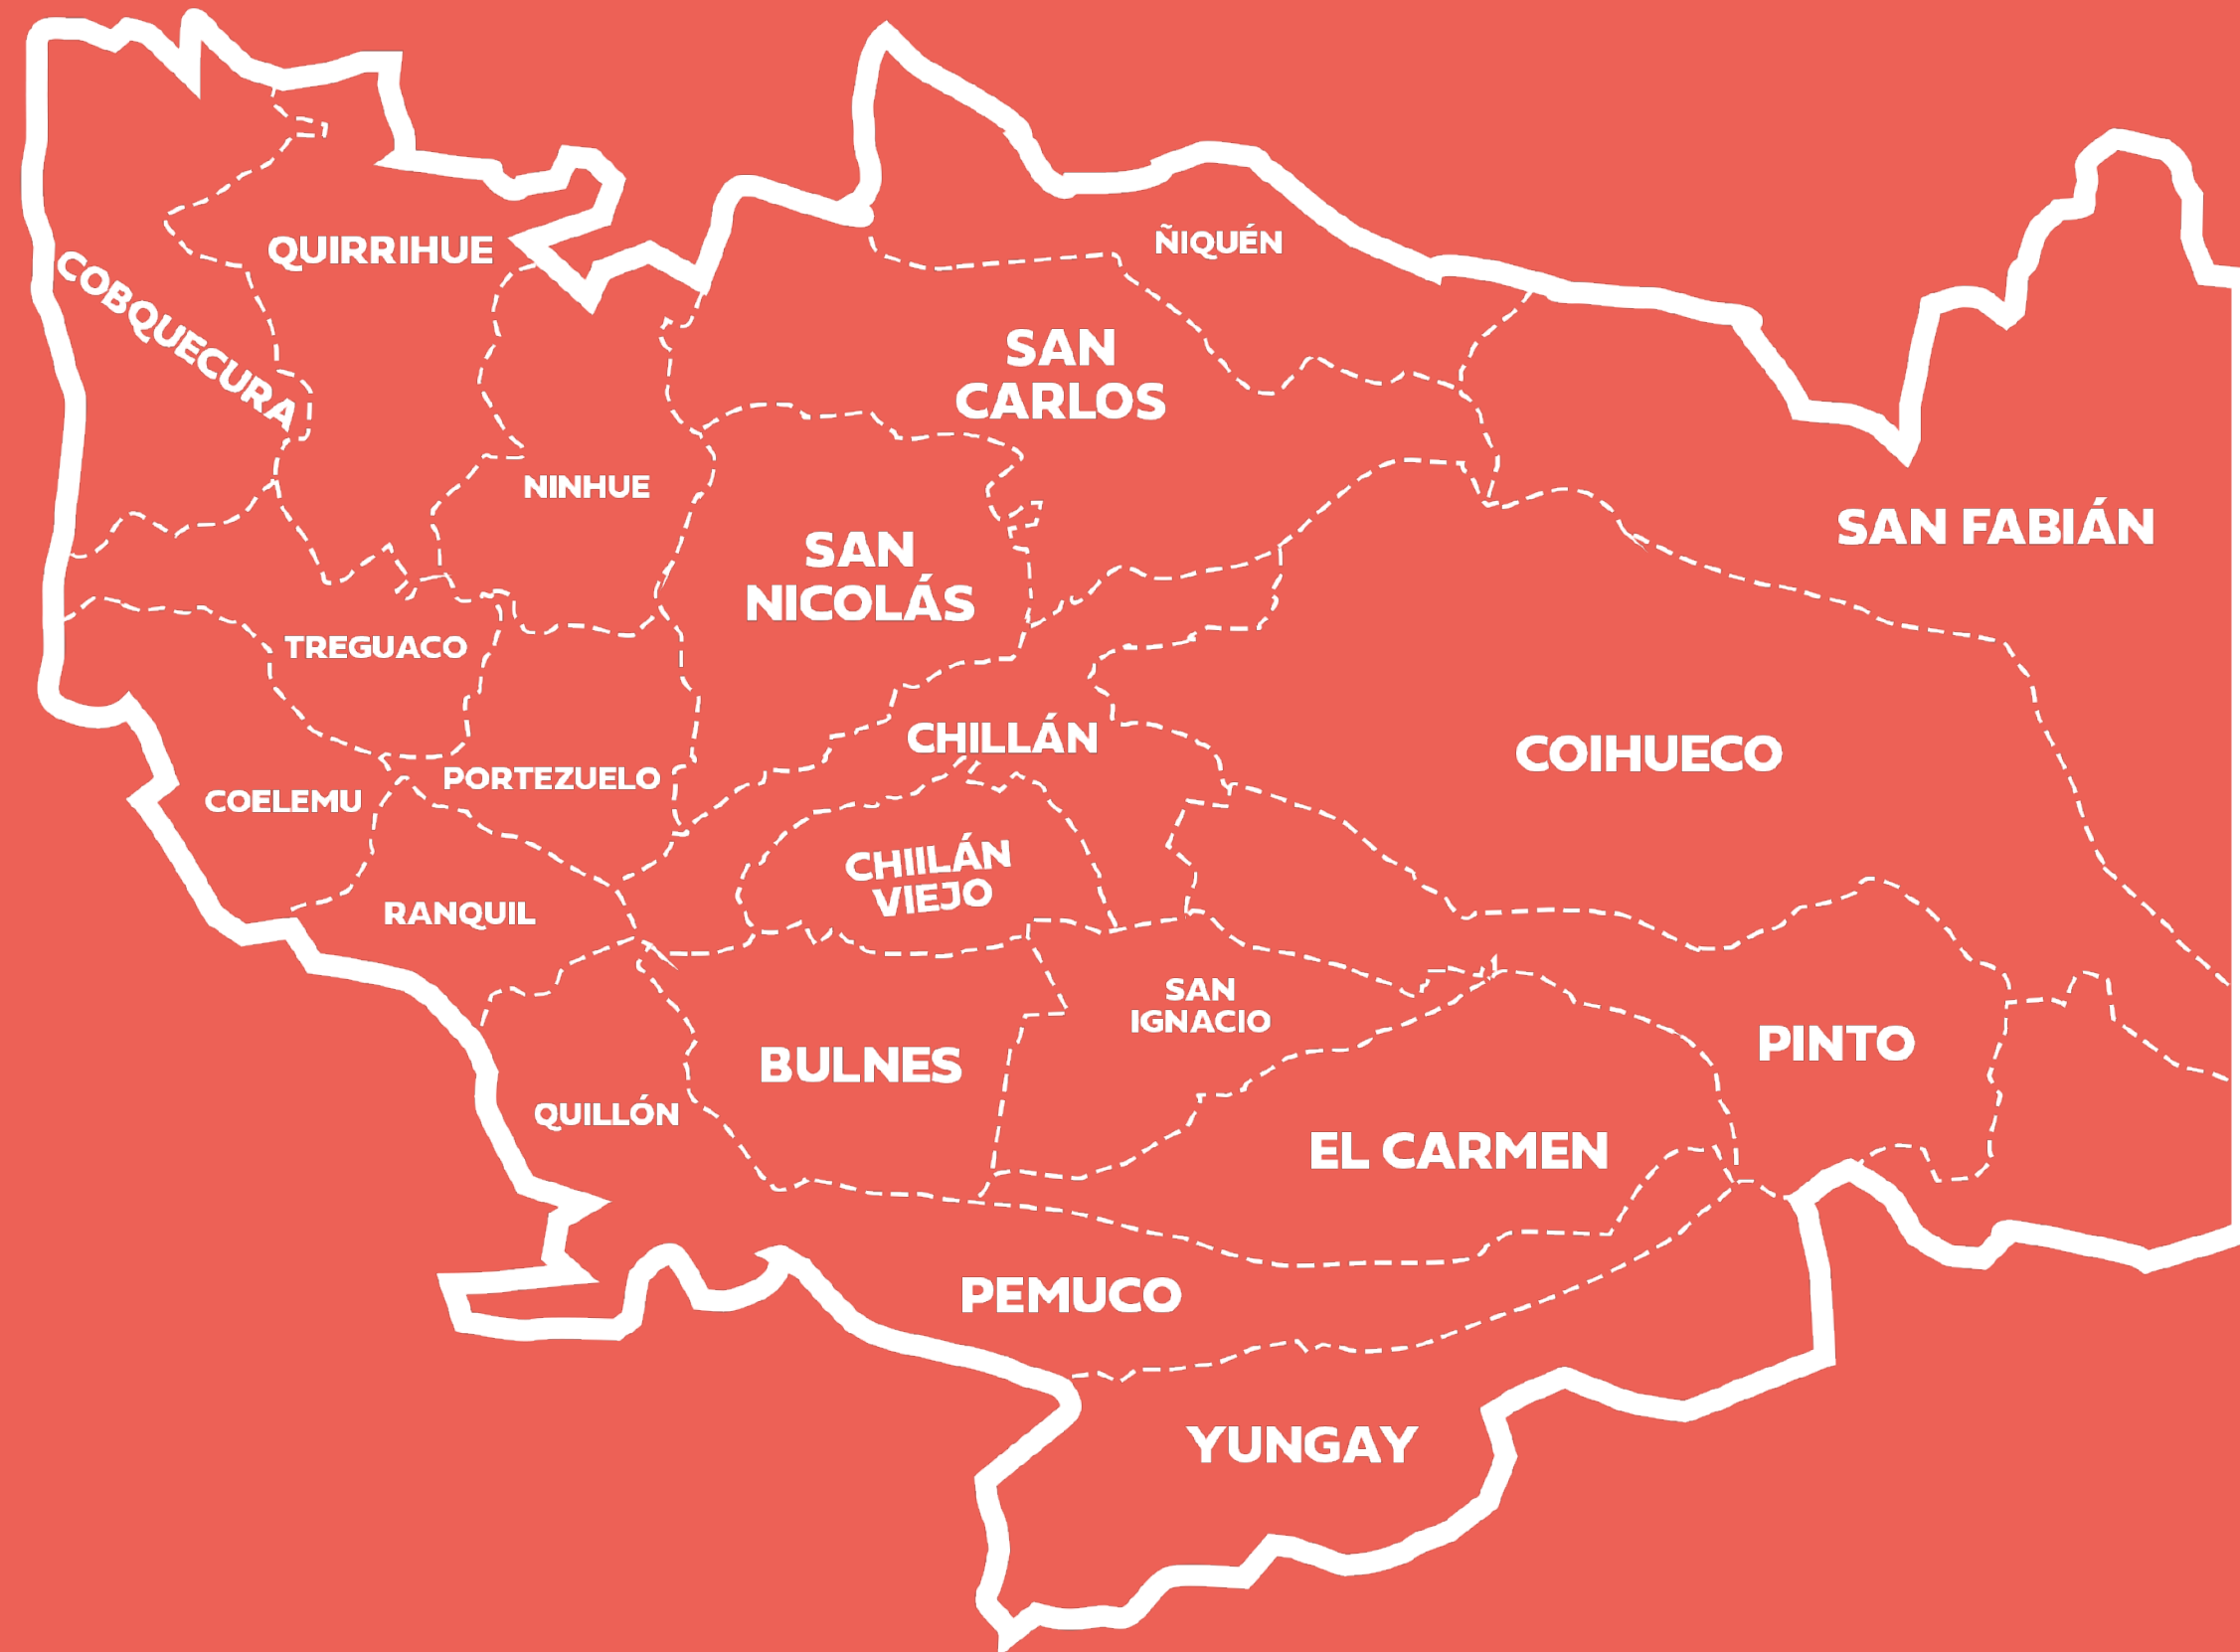 ÑIQUÉN
QUIRRIHUE
COBQUECURA
SAN
CARLOS
NINHUE
SAN FABIÁN
SAN
NICOLÁS
TREGUACO
CHILLÁN
COIHUECO
PORTEZUELO
COELEMU
CHIILÁN
VIEJO
RANQUIL
SAN
IGNACIO
PINTO
BULNES
QUILLÓN
EL CARMEN
PEMUCO
YUNGAY